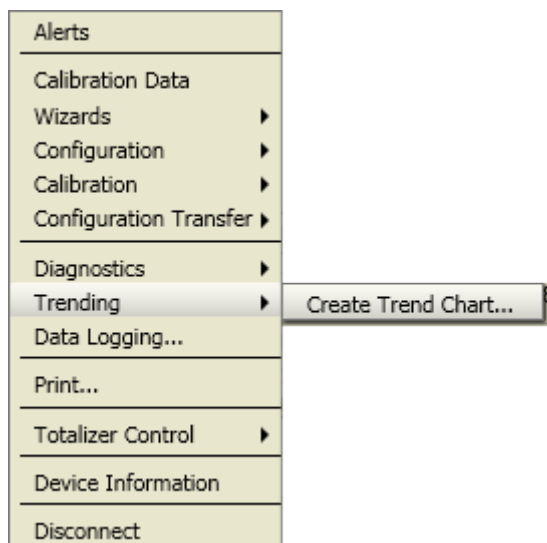 Alerts
Calibration Data
Wizards
Configuration
Calibration
Configuration Transfer
Diagnostics
Trending
Create Trend Chart...
Data Logging...
Print...
Totalizer Control
Device Information
Disconnect